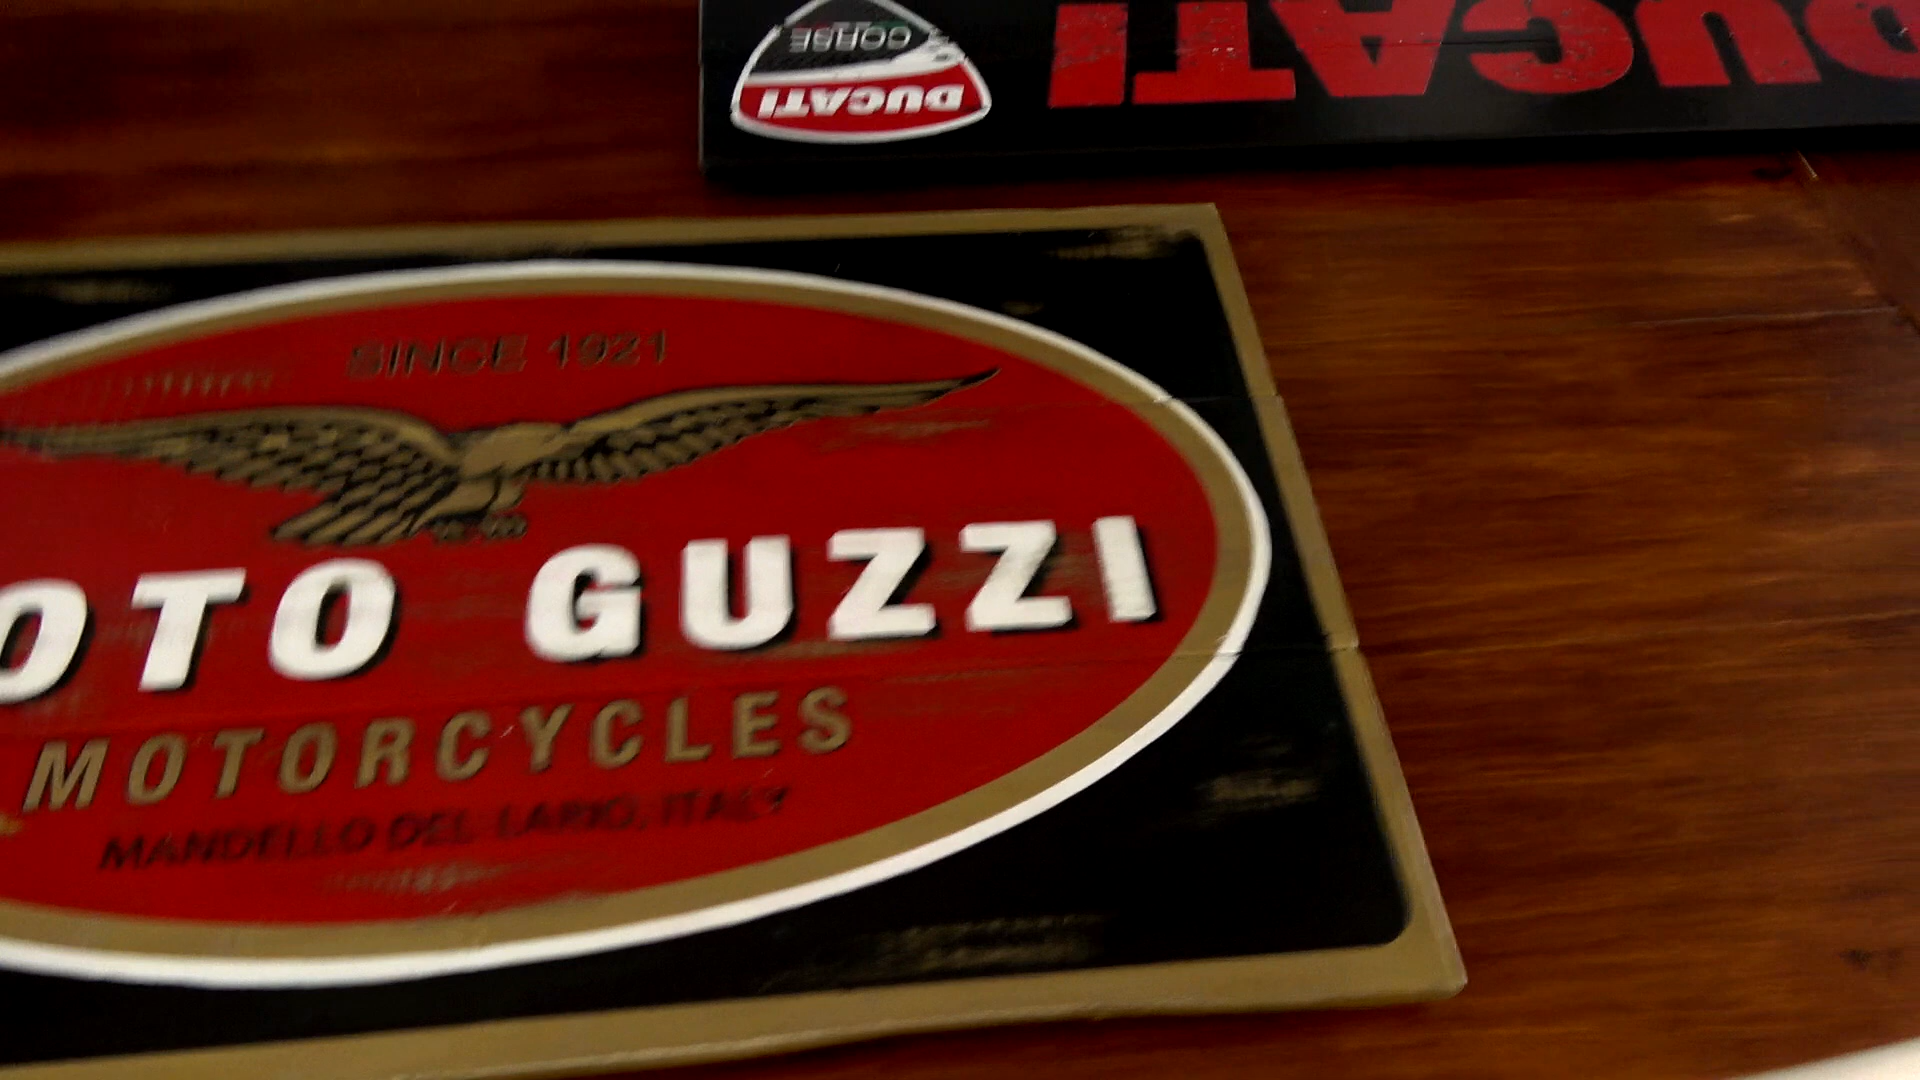 CORSE
DUCATI
DUCATI
SINCE 1921
OTO GUZZI
MOTORCYCLES
MANDELLO DEL LARIO, ITALY